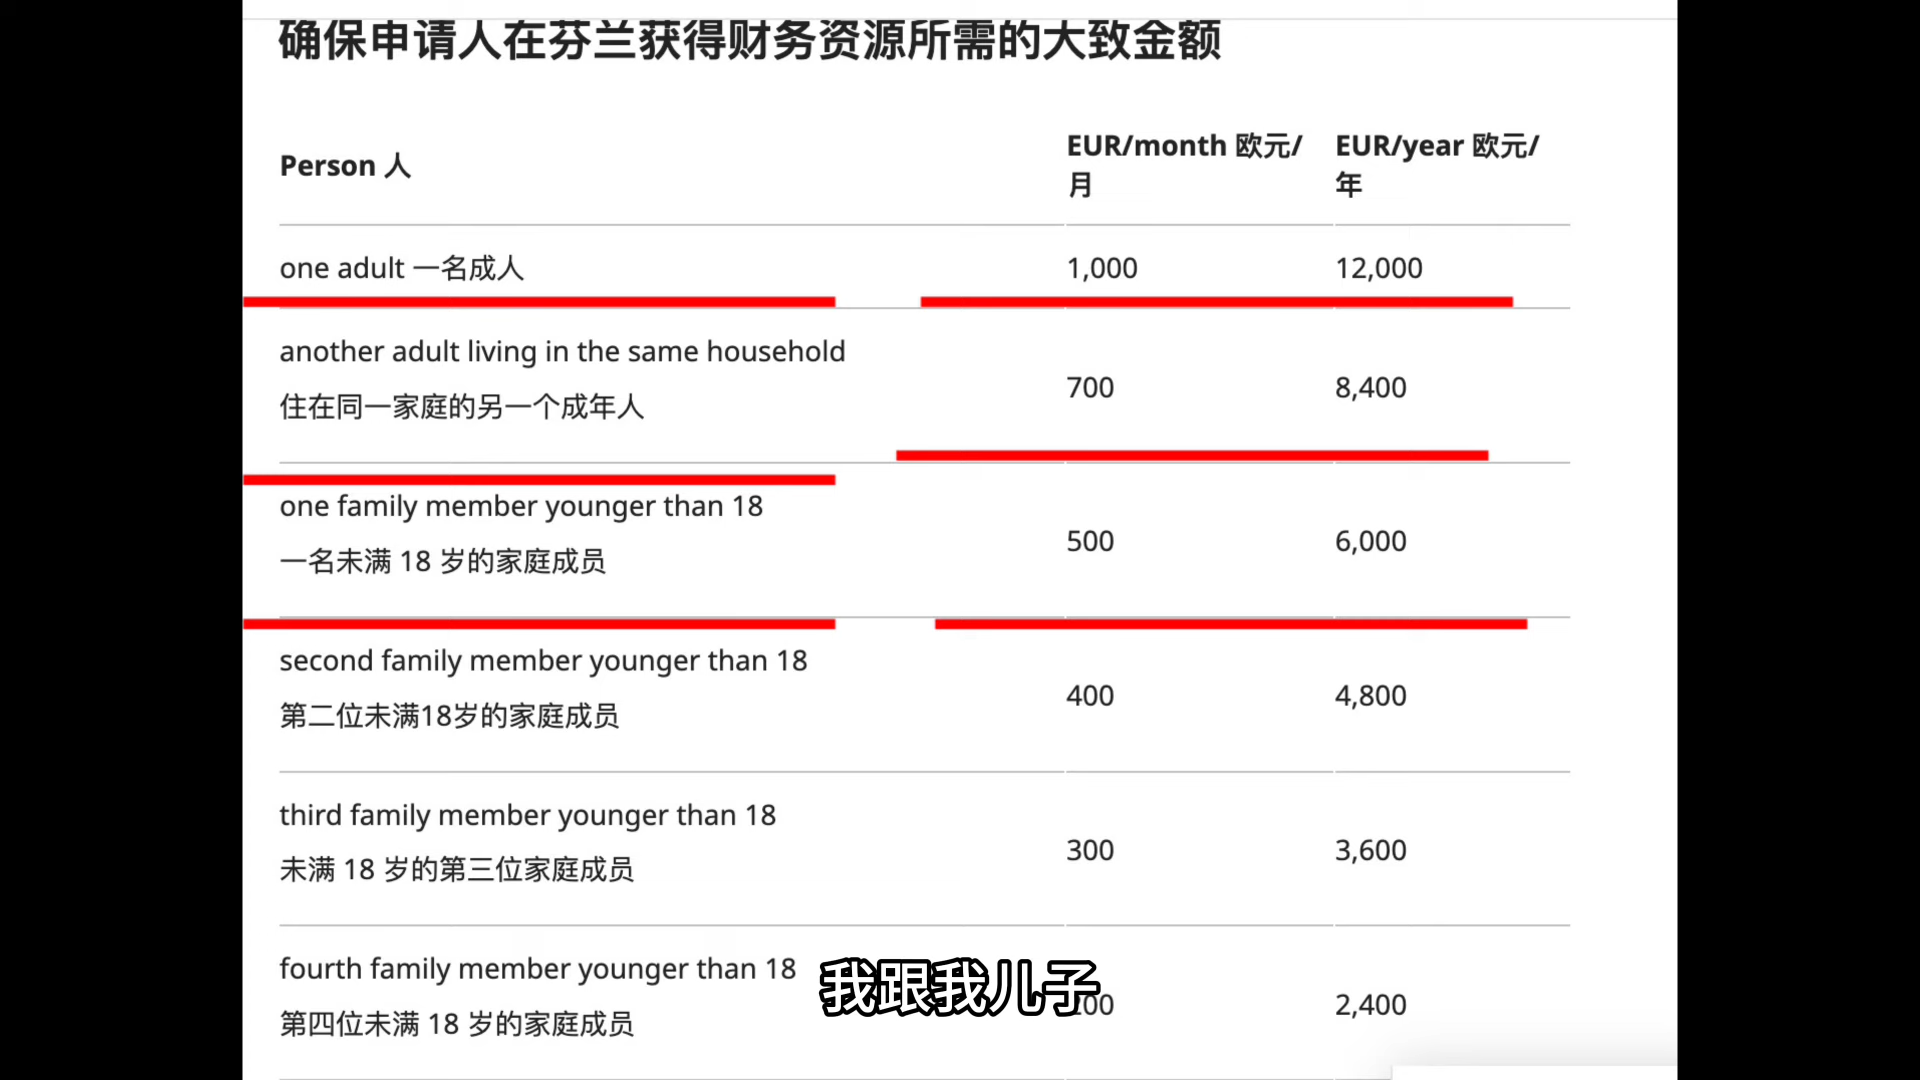 确保申请人在芬兰获得财务资源所需的大致金额
Person 人
EUR/month 欧元/
月
EUR/year 欧元/
年
one adult 一名成人
1,000
12,000
another adult living in the same household
住在同一家庭的另一个成年人
700
8,400
one family member younger than 18
一名未满 18 岁的家庭成员
500
6,000
second family member younger than 18
第二位未满18岁的家庭成员
400
4,800
third family member younger than 18
未满 18 岁的第三位家庭成员
300
3,600
fourth family member younger than 18
第四位未满 18 岁的家庭成员
2,400
我跟我儿子